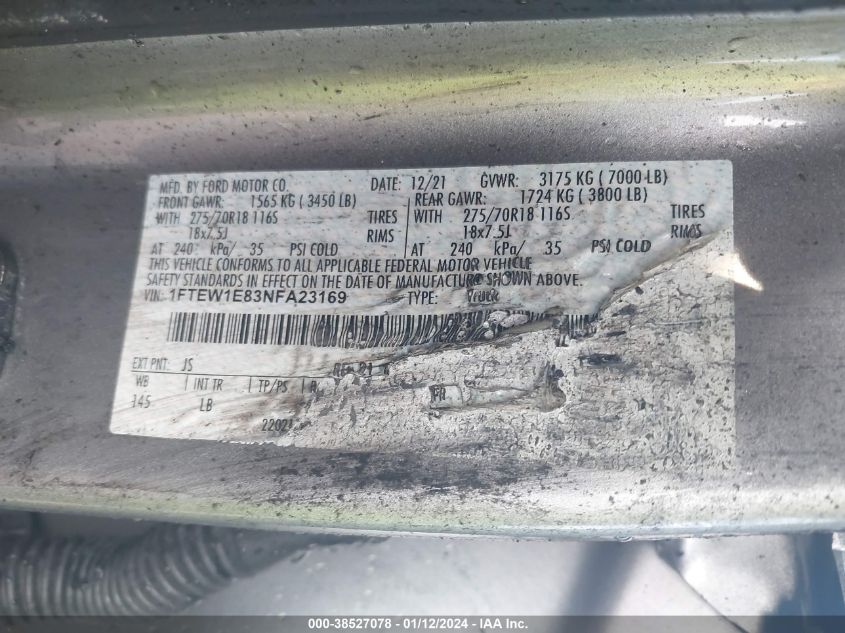 MFD. BY FORD MOTOR CO. DATE: 12/21 GVWR: 3175 KG ( 7000 LB)
FRONT GAWR: 1565 KG ( 3450 LB) REAR GAWR: 1724 KG ( 3800 LB)
WITH 275/70R18 116S TIRES WITH 275/70R18 116S TIRES
18x7.5J RIMS 18x7.5J RIMS
AT 240 kPa/ 35 PSI COLD AT 240 kPa/ 35 PSI COLD
THIS VEHICLE CONFORMS TO ALL APPLICABLE FEDERAL MOTOR VEHICLE
SAFETY STANDARDS IN EFFECT ON THE DATE OF MANUFACTURE SHOWN ABOVE.
VIN: 1FTEW1E83NFA23169 TYPE: TRUCK
EXT PNT: JS
WB INT TR TP/PS R
145 LB
000-38527078 - 01/12/2024 - IAA Inc.